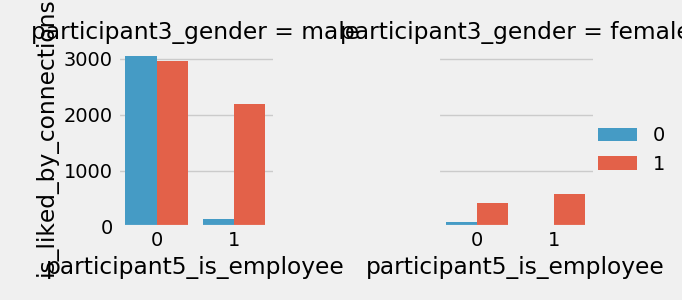 participant3_gender = male
participant3_gender = female
is_liked_by_connections
3000
2000
1000
0
0
1
0
1
participant5_is_employee
participant5_is_employee
0
1